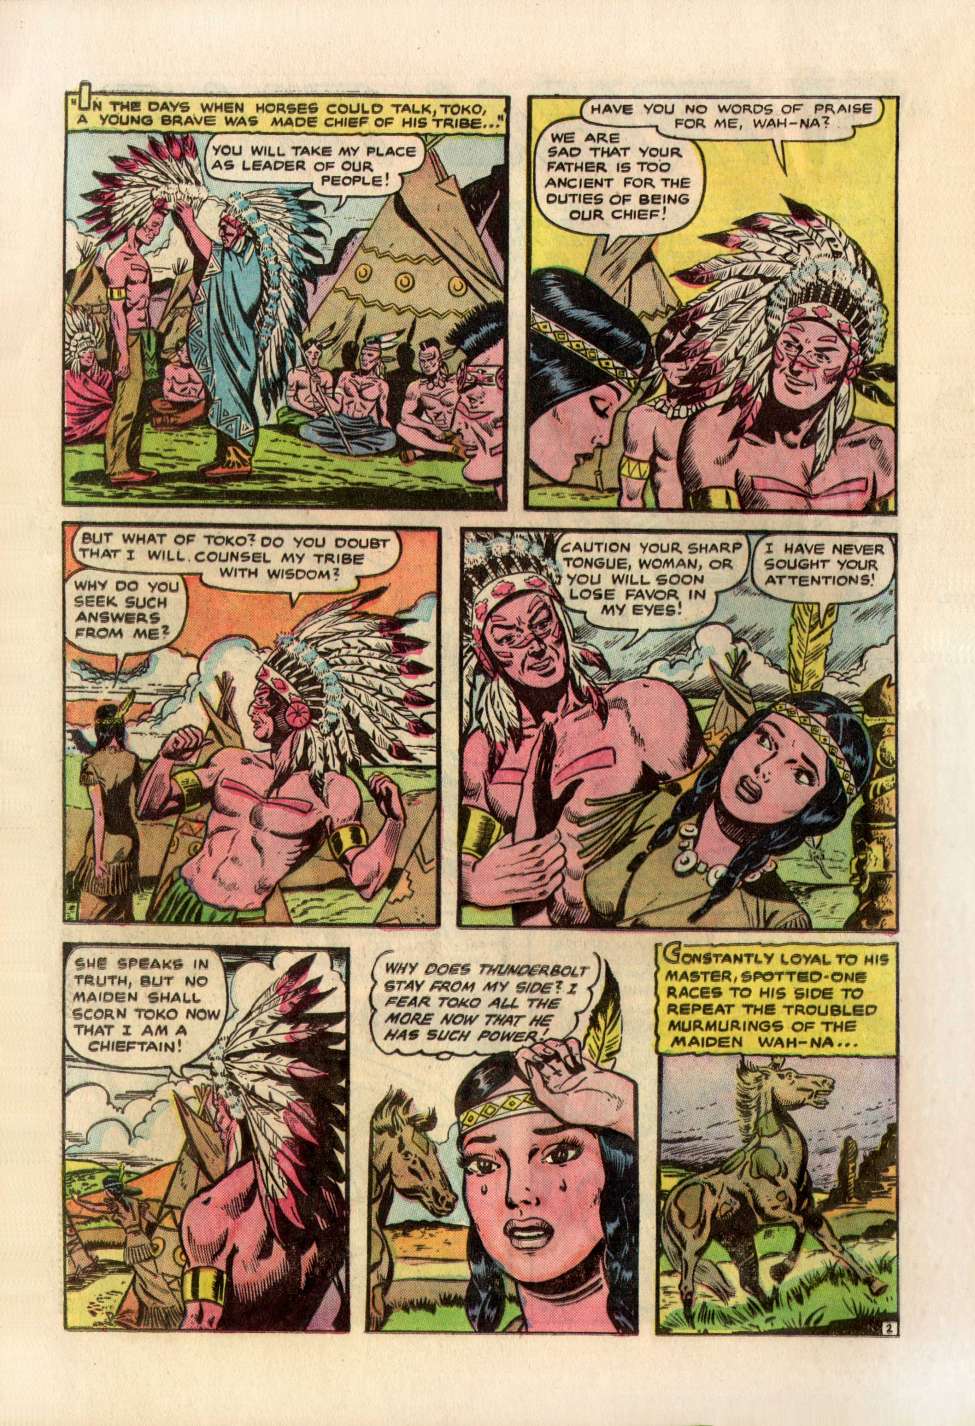 "IN THE DAYS WHEN HORSES COULD TALK, TOKO,
A YOUNG BRAVE WAS MADE CHIEF OF HIS TRIBE..."
YOU WILL TAKE MY PLACE
AS LEADER OF OUR
PEOPLE!
HAVE YOU NO WORDS OF PRAISE
FOR ME, WAH-NA?
WE ARE
SAD THAT YOUR
FATHER IS TOO
ANCIENT FOR THE
DUTIES OF BEING
OUR CHIEF!
BUT WHAT OF TOKO? DO YOU DOUBT
THAT I WILL COUNSEL MY TRIBE
WITH WISDOM?
WHY DO YOU
SEEK SUCH
ANSWERS
FROM ME?
CAUTION YOUR SHARP
TONGUE, WOMAN, OR
YOU WILL SOON
LOSE FAVOR IN
MY EYES!
I HAVE NEVER
SOUGHT YOUR
ATTENTIONS!
SHE SPEAKS IN
TRUTH, BUT NO
MAIDEN SHALL
SCORN TOKO NOW
THAT I AM A
CHIEFTAIN!
WHY DOES THUNDERBOLT
STAY FROM MY SIDE? I
FEAR TOKO ALL THE
MORE NOW THAT HE
HAS SUCH POWER!
CONSTANTLY LOYAL TO HIS
MASTER, SPOTTED-ONE
RACES TO HIS SIDE TO
REPEAT THE TROUBLED
MURMURINGS OF THE
MAIDEN WAH-NA...
2